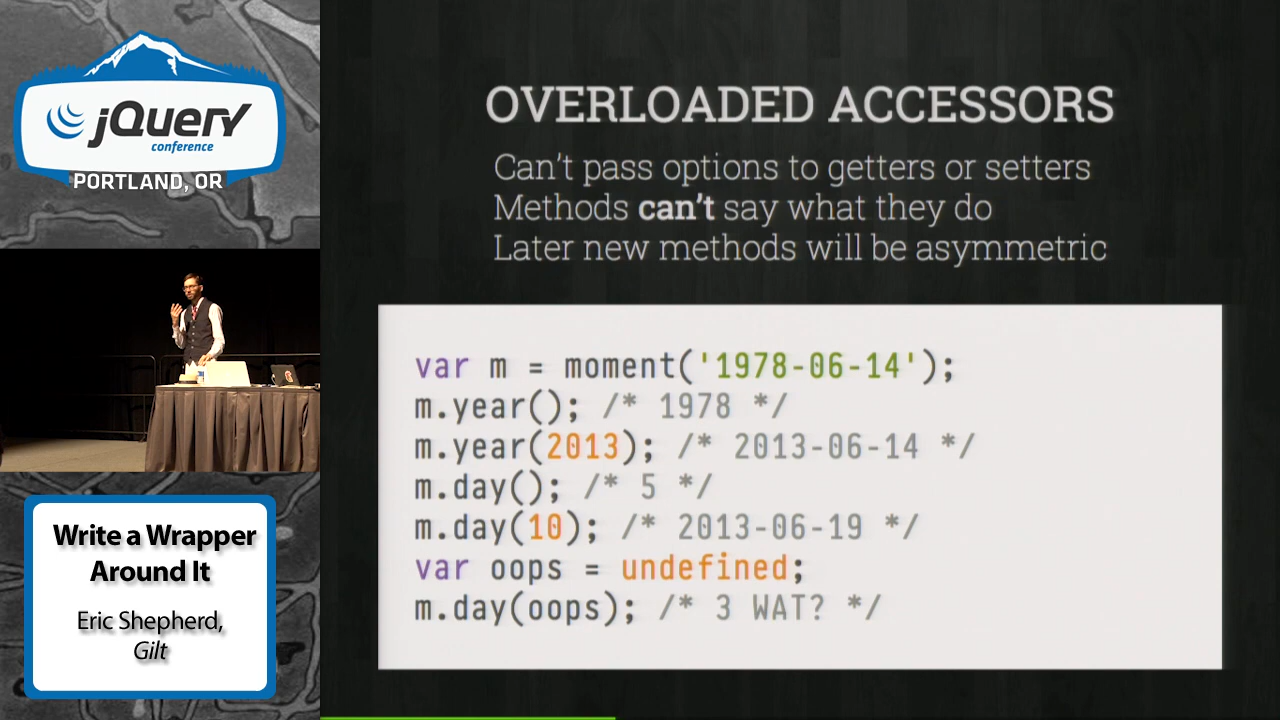 jQuery
conference
PORTLAND, OR
Write a Wrapper
Around It
Eric Shepherd,
Gilt
OVERLOADED ACCESSORS
Can't pass options to getters or setters
Methods can't say what they do
Later new methods will be asymmetric
var m = moment('1978-06-14');
m.year(); /* 1978 */
m.year(2013); /* 2013-06-14 */
m.day(); /* 5 */
m.day(10); /* 2013-06-19 */
var oops = undefined;
m.day(oops); /* 3 WAT? */